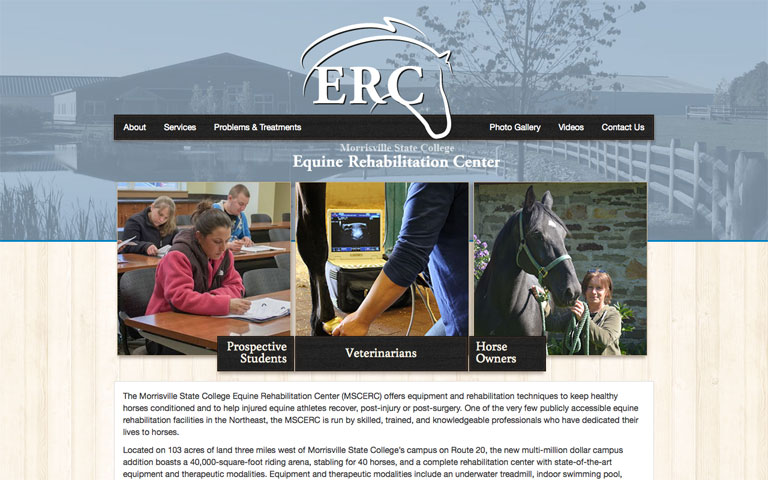 ERC
About Services Problems & Treatments Photo Gallery Videos Contact Us
Morrisville State College
Equine Rehabilitation Center
Prospective
Students
Veterinarians
Horse
Owners
The Morrisville State College Equine Rehabilitation Center (MSCERC) offers equipment and rehabilitation techniques to keep healthy
horses conditioned and to help injured equine athletes recover, post-injury or post-surgery. One of the very few publicly accessible equine
rehabilitation facilities in the Northeast, the MSCERC is run by skilled, trained, and knowledgeable professionals who have dedicated their
lives to horses.
Located on 103 acres of land three miles west of Morrisville State College's campus on Route 20, the new multi-million dollar campus
addition boasts a 40,000-square-foot riding arena, stabling for 40 horses, and a complete rehabilitation center with state-of-the-art
equipment and therapeutic modalities. Equipment and therapeutic modalities include an underwater treadmill, indoor swimming pool,